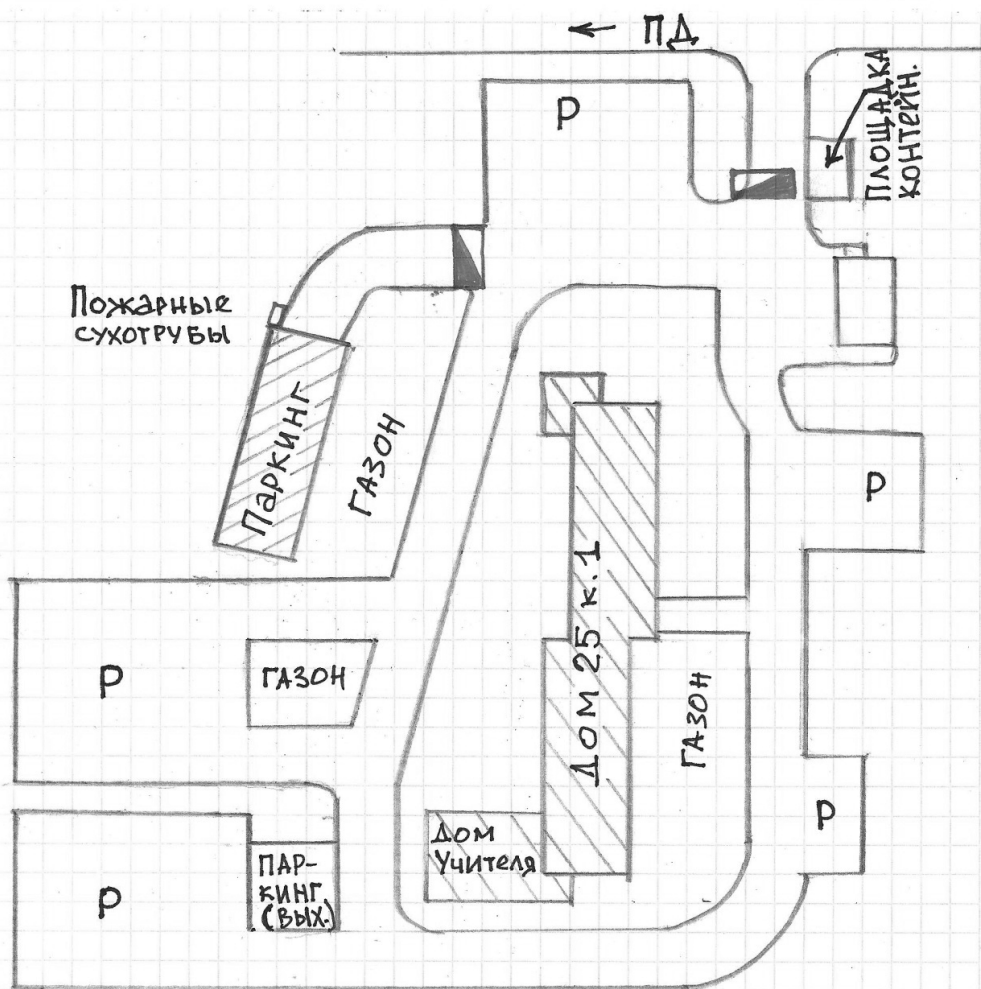 ← ПД
Р
ПЛОЩАДКА
КОНТЕЙН.
Пожарные
сухотрубы
Паркинг
ГАЗОН
Р
ДОМ 25 к.1
Р
ГАЗОН
ГАЗОН
Р
Дом
Учителя
ПАР-
КИНГ
(вых.)
Р